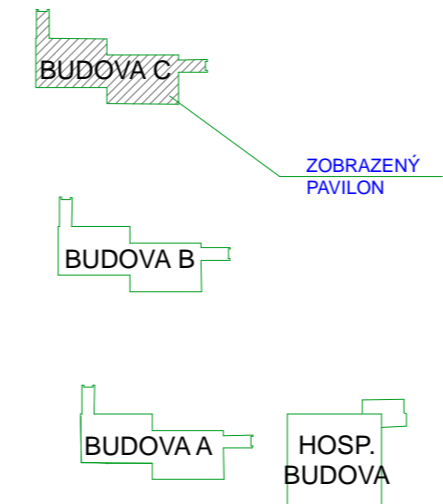 BUDOVA C
ZOBRAZENÝ
PAVILON
BUDOVA B
BUDOVA A
HOSP.
BUDOVA